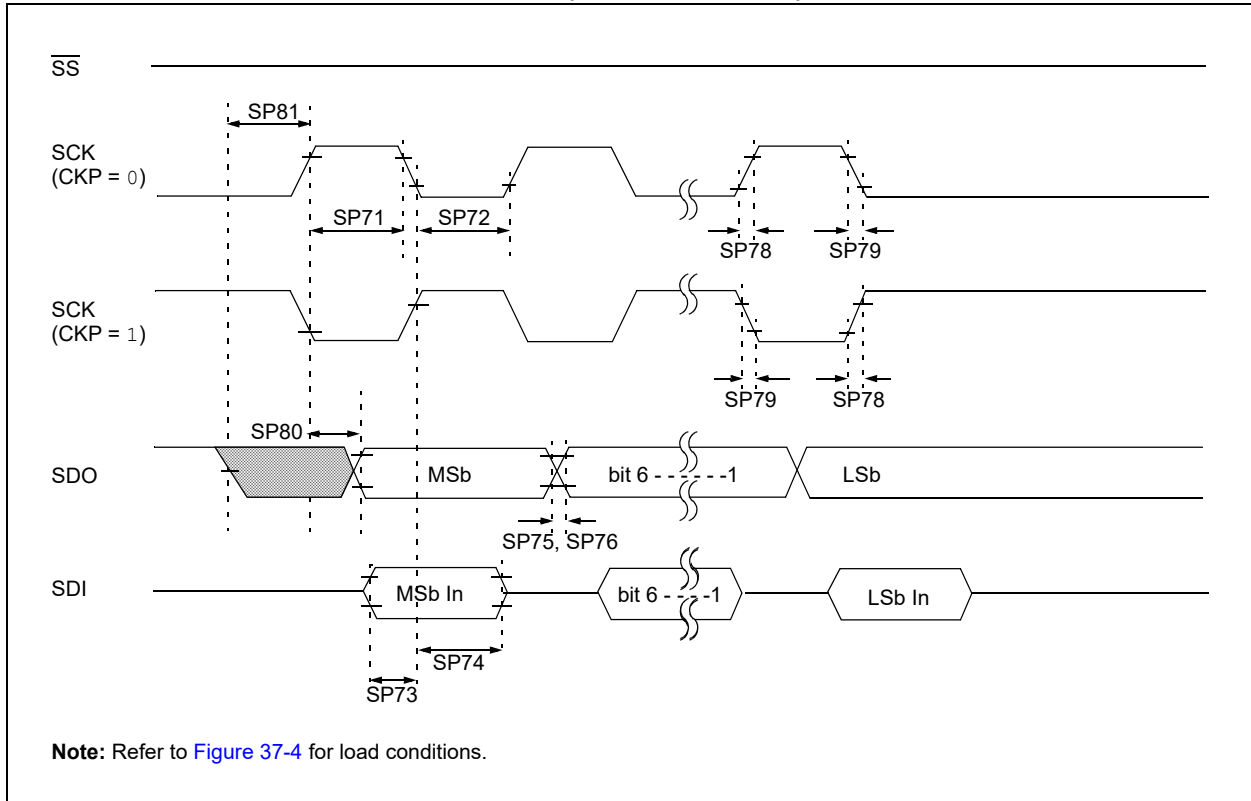 SS
SP81
SCK
(CKP = 0)
SP71
SP72
SP78
SP79
SCK
(CKP = 1)
SP79
SP78
SP80
SDO
MSb
bit 6 - - - - - -1
LSb
SP75, SP76
SDI
MSb In
bit 6 - - - -1
LSb In
SP74
SP73
Note: Refer to Figure 37-4 for load conditions.